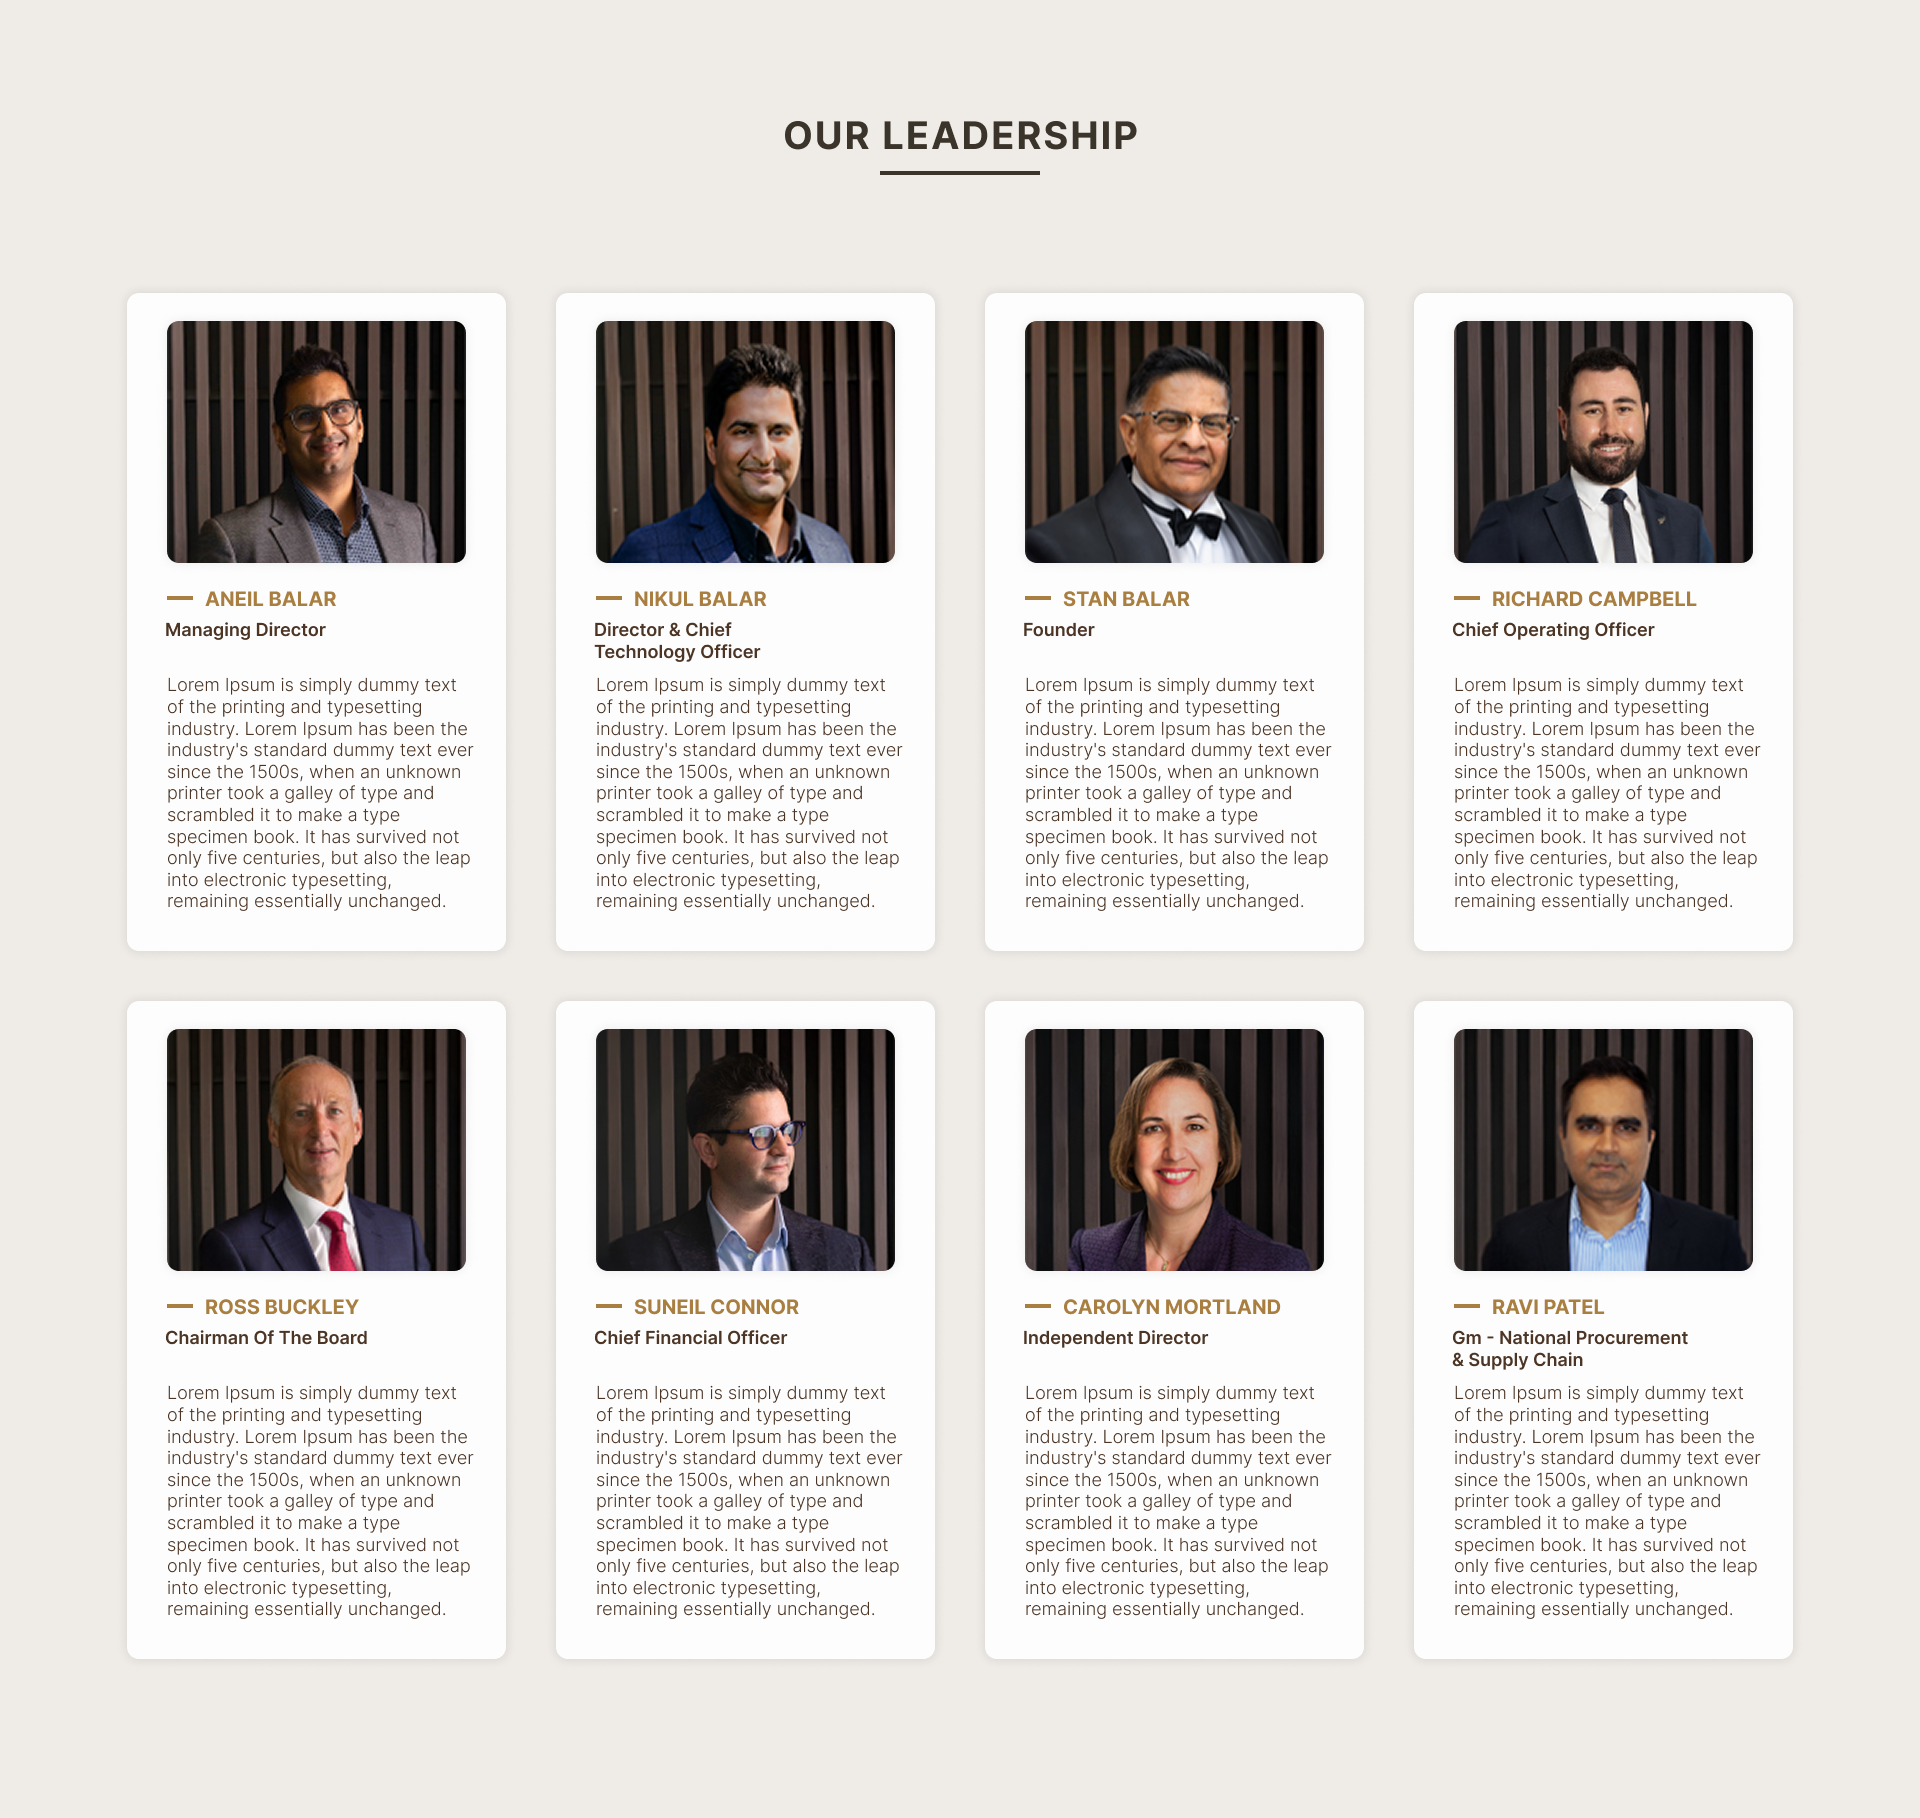 OUR LEADERSHIP
ANEIL BALAR
Managing Director
Lorem Ipsum is simply dummy text
of the printing and typesetting
industry. Lorem Ipsum has been the
industry's standard dummy text ever
since the 1500s, when an unknown
printer took a galley of type and
scrambled it to make a type
specimen book. It has survived not
only five centuries, but also the leap
into electronic typesetting,
remaining essentially unchanged.
NIKUL BALAR
Director & Chief
Technology Officer
Lorem Ipsum is simply dummy text
of the printing and typesetting
industry. Lorem Ipsum has been the
industry's standard dummy text ever
since the 1500s, when an unknown
printer took a galley of type and
scrambled it to make a type
specimen book. It has survived not
only five centuries, but also the leap
into electronic typesetting,
remaining essentially unchanged.
STAN BALAR
Founder
Lorem Ipsum is simply dummy text
of the printing and typesetting
industry. Lorem Ipsum has been the
industry's standard dummy text ever
since the 1500s, when an unknown
printer took a galley of type and
scrambled it to make a type
specimen book. It has survived not
only five centuries, but also the leap
into electronic typesetting,
remaining essentially unchanged.
RICHARD CAMPBELL
Chief Operating Officer
Lorem Ipsum is simply dummy text
of the printing and typesetting
industry. Lorem Ipsum has been the
industry's standard dummy text ever
since the 1500s, when an unknown
printer took a galley of type and
scrambled it to make a type
specimen book. It has survived not
only five centuries, but also the leap
into electronic typesetting,
remaining essentially unchanged.
ROSS BUCKLEY
Chairman Of The Board
Lorem Ipsum is simply dummy text
of the printing and typesetting
industry. Lorem Ipsum has been the
industry's standard dummy text ever
since the 1500s, when an unknown
printer took a galley of type and
scrambled it to make a type
specimen book. It has survived not
only five centuries, but also the leap
into electronic typesetting,
remaining essentially unchanged.
SUNEIL CONNOR
Chief Financial Officer
Lorem Ipsum is simply dummy text
of the printing and typesetting
industry. Lorem Ipsum has been the
industry's standard dummy text ever
since the 1500s, when an unknown
printer took a galley of type and
scrambled it to make a type
specimen book. It has survived not
only five centuries, but also the leap
into electronic typesetting,
remaining essentially unchanged.
CAROLYN MORTLAND
Independent Director
Lorem Ipsum is simply dummy text
of the printing and typesetting
industry. Lorem Ipsum has been the
industry's standard dummy text ever
since the 1500s, when an unknown
printer took a galley of type and
scrambled it to make a type
specimen book. It has survived not
only five centuries, but also the leap
into electronic typesetting,
remaining essentially unchanged.
RAVI PATEL
Gm - National Procurement
& Supply Chain
Lorem Ipsum is simply dummy text
of the printing and typesetting
industry. Lorem Ipsum has been the
industry's standard dummy text ever
since the 1500s, when an unknown
printer took a galley of type and
scrambled it to make a type
specimen book. It has survived not
only five centuries, but also the leap
into electronic typesetting,
remaining essentially unchanged.